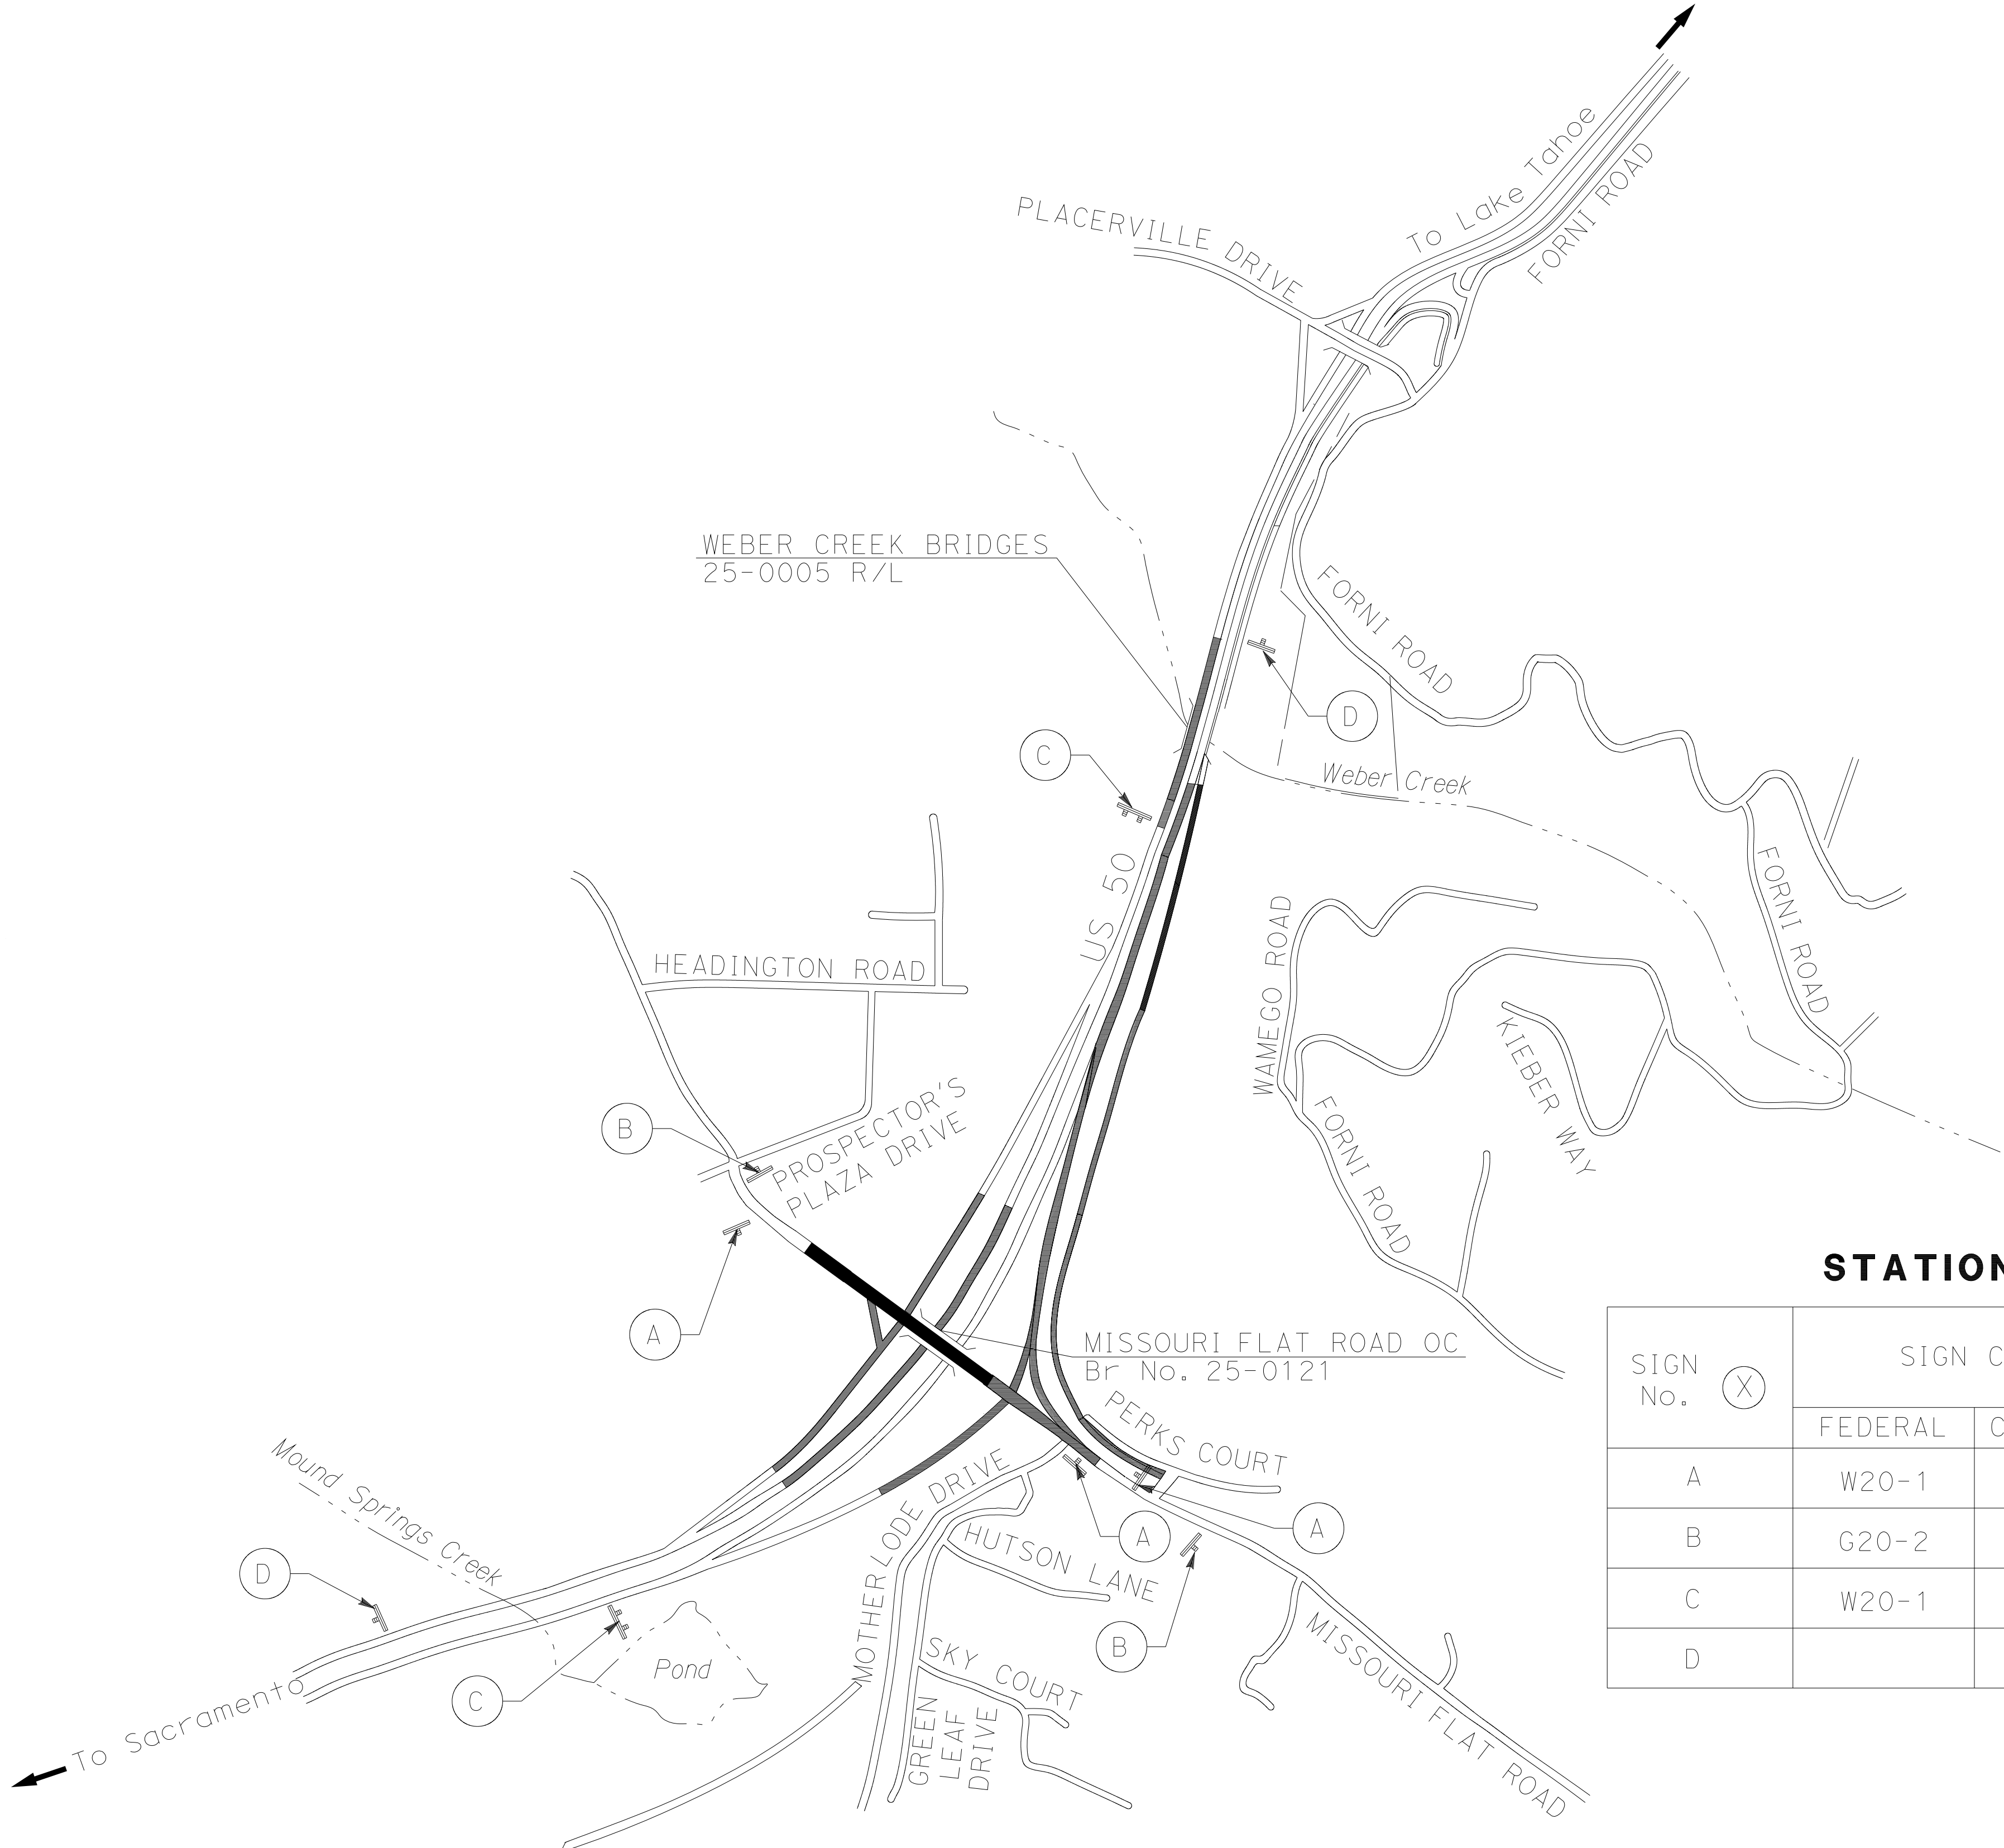 To Lake Tahoe
FORNI ROAD
PLACERVILLE DRIVE
WEBER CREEK BRIDGES
25-0005 R/L
FORNI ROAD
D
C
Weber Creek
US 50
FORNI ROAD
WAMEGO ROAD
HEADINGTON ROAD
KIEBER WAY
B
PROSPECTOR'S
PLAZA DRIVE
FORNI ROAD
A
MISSOURI FLAT ROAD OC
Br No. 25-0121
PERKS COURT
Mound Springs Creek
MOTHERLODE DRIVE
A
A
HUTSON LANE
D
B
SKY COURT
MISSOURI FLAT ROAD
Pond
C
GREEN
LEAF
DRIVE
To Sacramento
STATION
SIGN
No.
X
SIGN C
FEDERAL C
A W20-1
B G20-2
C W20-1
D